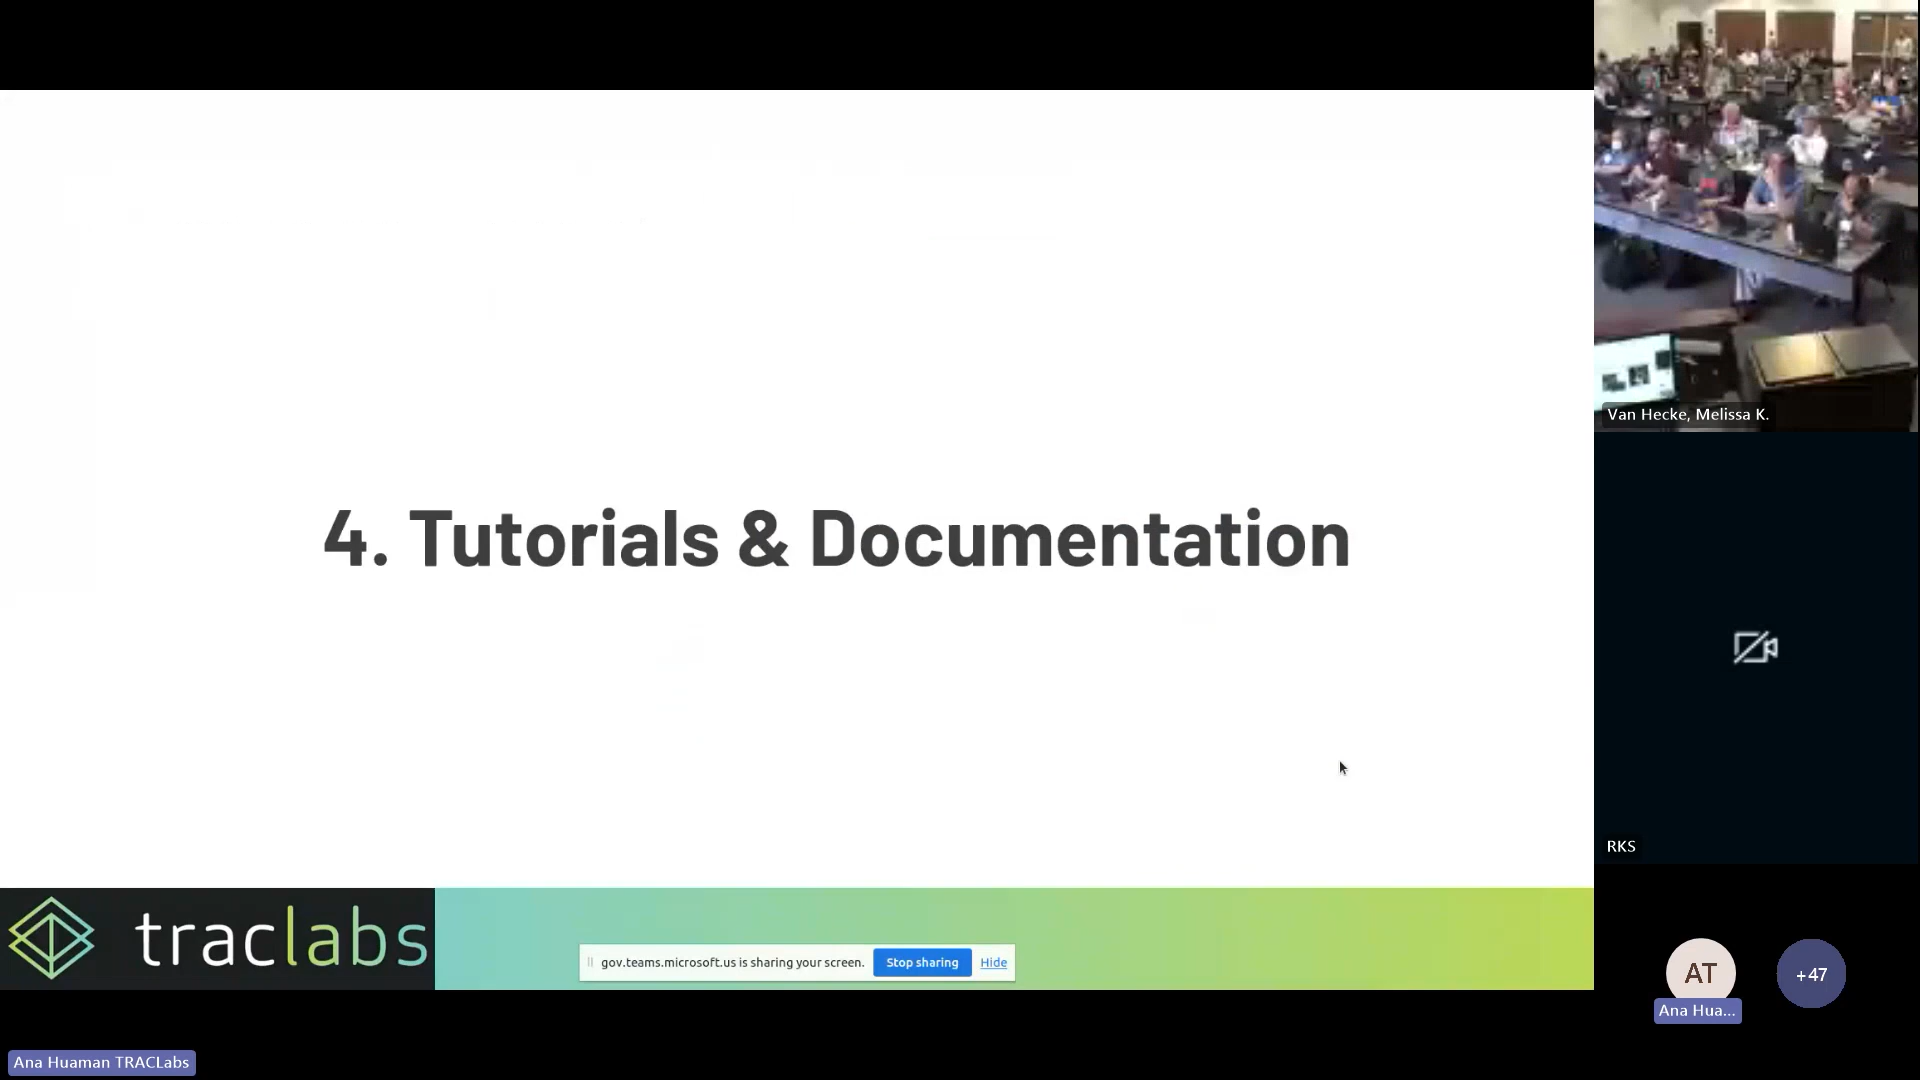 4. Tutorials & Documentation
traclabs
gov.teams.microsoft.us is sharing your screen.
Stop sharing
Hide
Van Hecke, Melissa K.
RKS
AT
+47
Ana Hua...
Ana Huaman TRACLabs